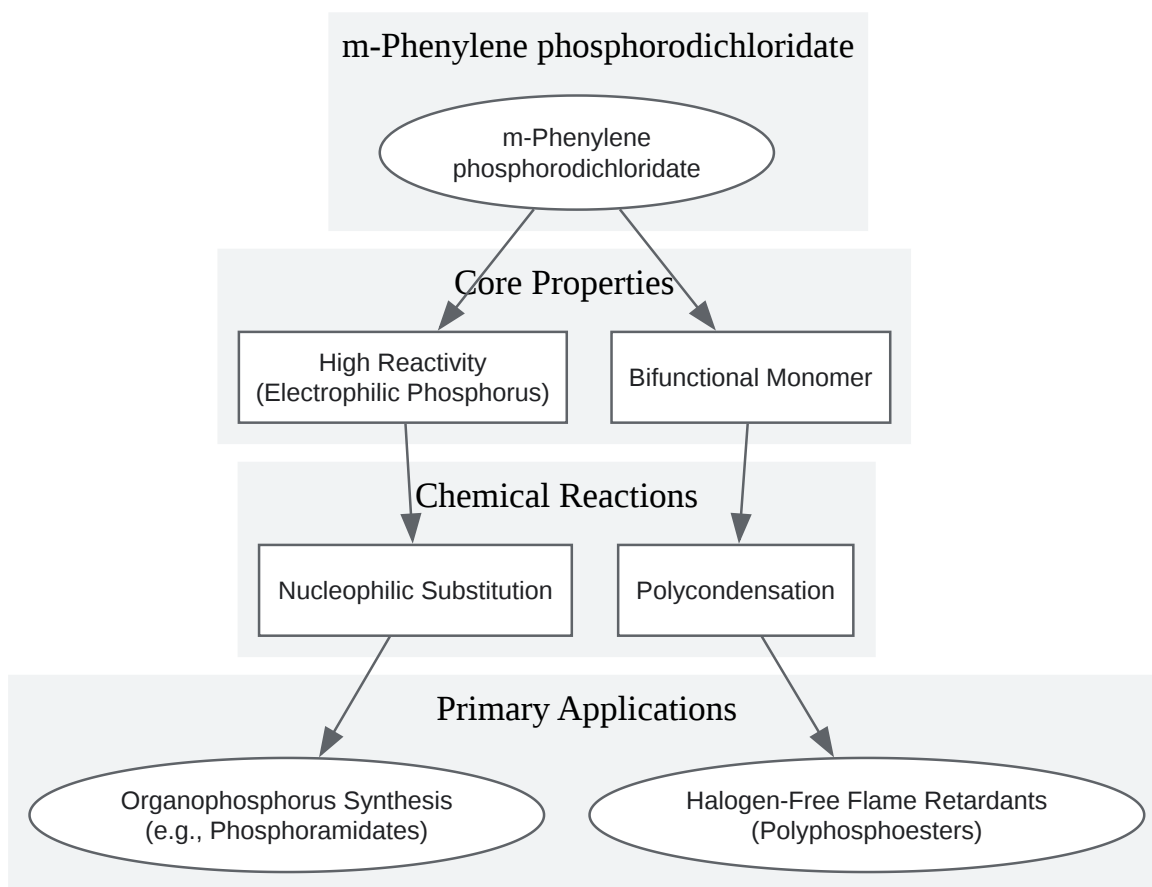 m-Phenylene phosphorodichloridate
m-Phenylene
phosphorodichloridate
Core Properties
High Reactivity
(Electrophilic Phosphorus)
Bifunctional Monomer
Chemical Reactions
Nucleophilic Substitution
Polycondensation
Primary Applications
Organophosphorus Synthesis
(e.g., Phosphoramidates)
Halogen-Free Flame Retardants
(Polyphosphoesters)